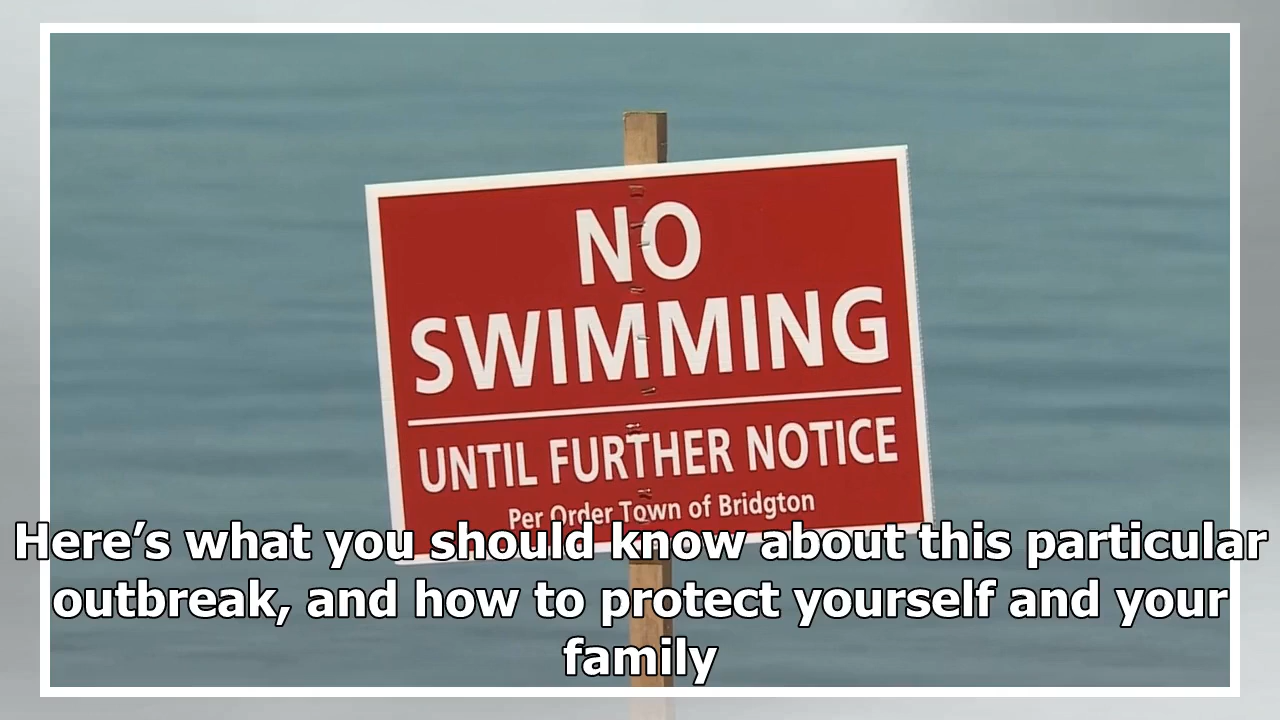 NO
SWIMMING
UNTIL FURTHER NOTICE
Per Order Town of Bridgton
Here’s what you should know about this particular
outbreak, and how to protect yourself and your
family